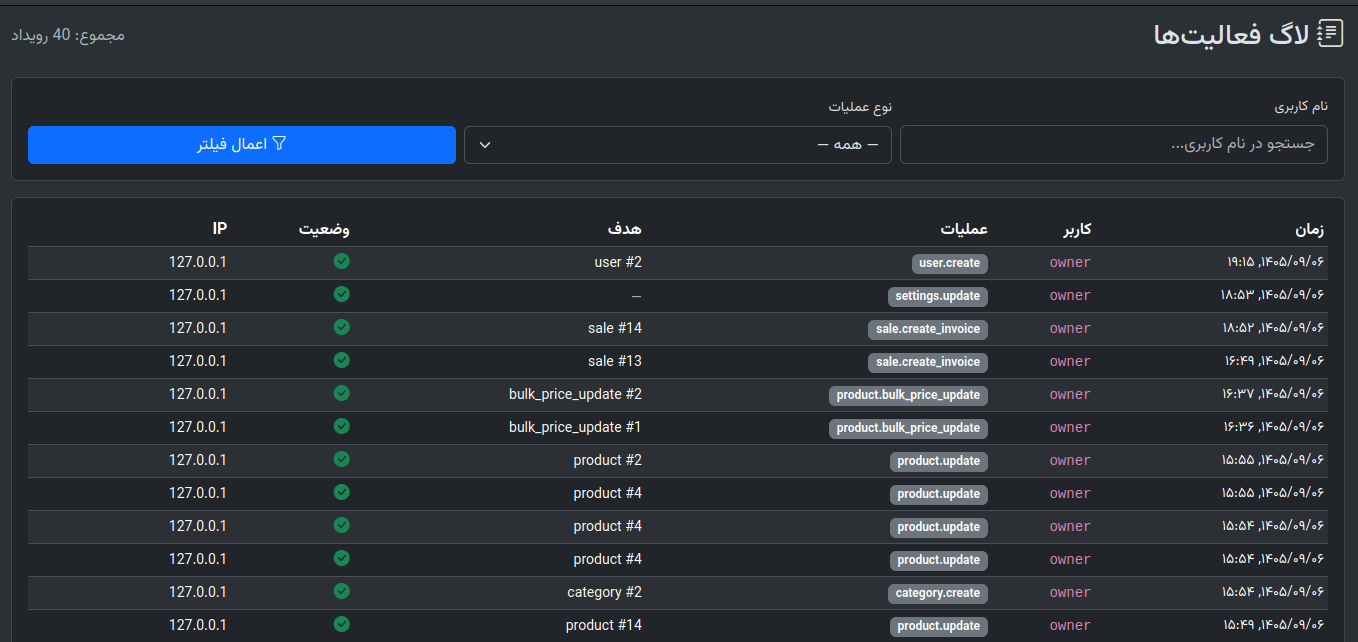 لاگ فعالیت‌ها
مجموع: 40 رویداد
نام کاربری
نوع عملیات
جستجو در نام کاربری...
— همه —
اعمال فیلتر
زمان کاربر عملیات هدف وضعیت IP
۱۴۰۵/۰۹/۰۶, ۱۹:۱۵ owner user.create user #2 127.0.0.1
۱۴۰۵/۰۹/۰۶, ۱۸:۵۳ owner settings.update — 127.0.0.1
۱۴۰۵/۰۹/۰۶, ۱۸:۵۲ owner sale.create_invoice sale #14 127.0.0.1
۱۴۰۵/۰۹/۰۶, ۱۶:۴۹ owner sale.create_invoice sale #13 127.0.0.1
۱۴۰۵/۰۹/۰۶, ۱۶:۳۷ owner product.bulk_price_update bulk_price_update #2 127.0.0.1
۱۴۰۵/۰۹/۰۶, ۱۶:۳۶ owner product.bulk_price_update bulk_price_update #1 127.0.0.1
۱۴۰۵/۰۹/۰۶, ۱۵:۵۵ owner product.update product #2 127.0.0.1
۱۴۰۵/۰۹/۰۶, ۱۵:۵۵ owner product.update product #4 127.0.0.1
۱۴۰۵/۰۹/۰۶, ۱۵:۵۴ owner product.update product #4 127.0.0.1
۱۴۰۵/۰۹/۰۶, ۱۵:۵۴ owner product.update product #4 127.0.0.1
۱۴۰۵/۰۹/۰۶, ۱۵:۵۴ owner category.create category #2 127.0.0.1
۱۴۰۵/۰۹/۰۶, ۱۵:۴۹ owner product.update product #14 127.0.0.1